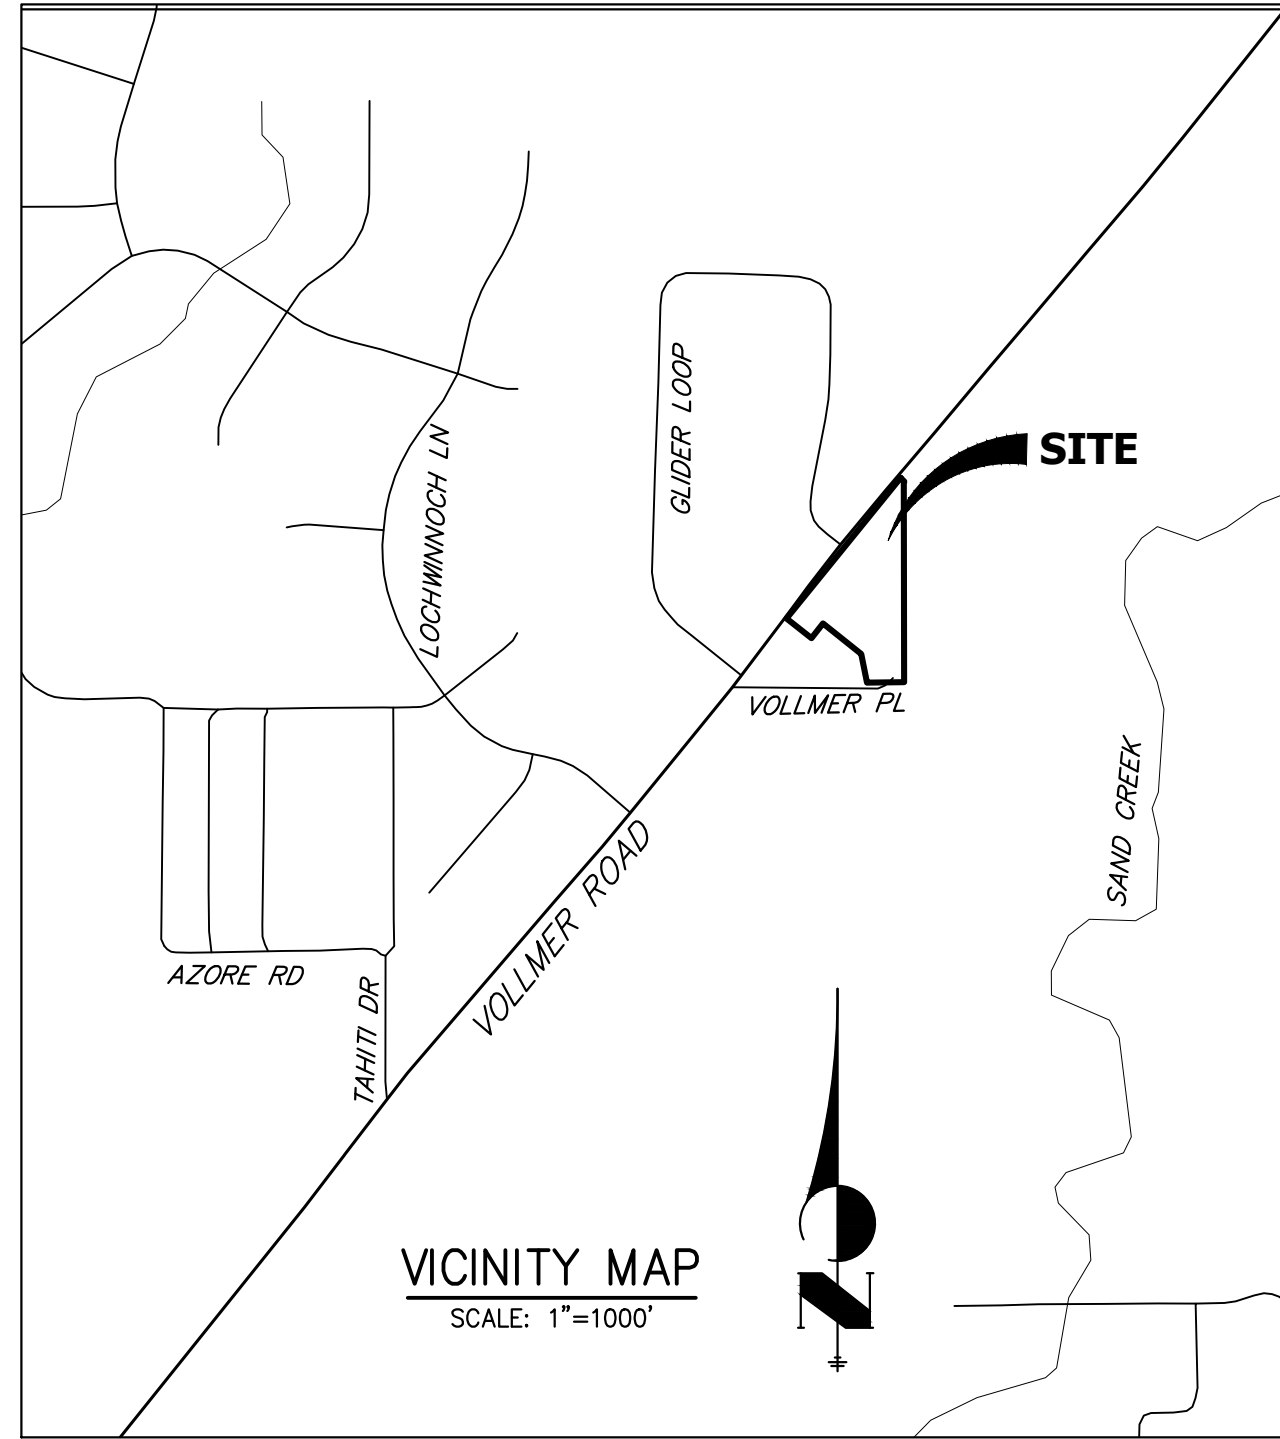 GLIDER LOOP
SITE
LOCHWINNOCH LN
VOLLMER PL
SAND CREEK
VOLLMER ROAD
AZORE RD
TAHITI DR
N
VICINITY MAP
SCALE: 1"=1000'